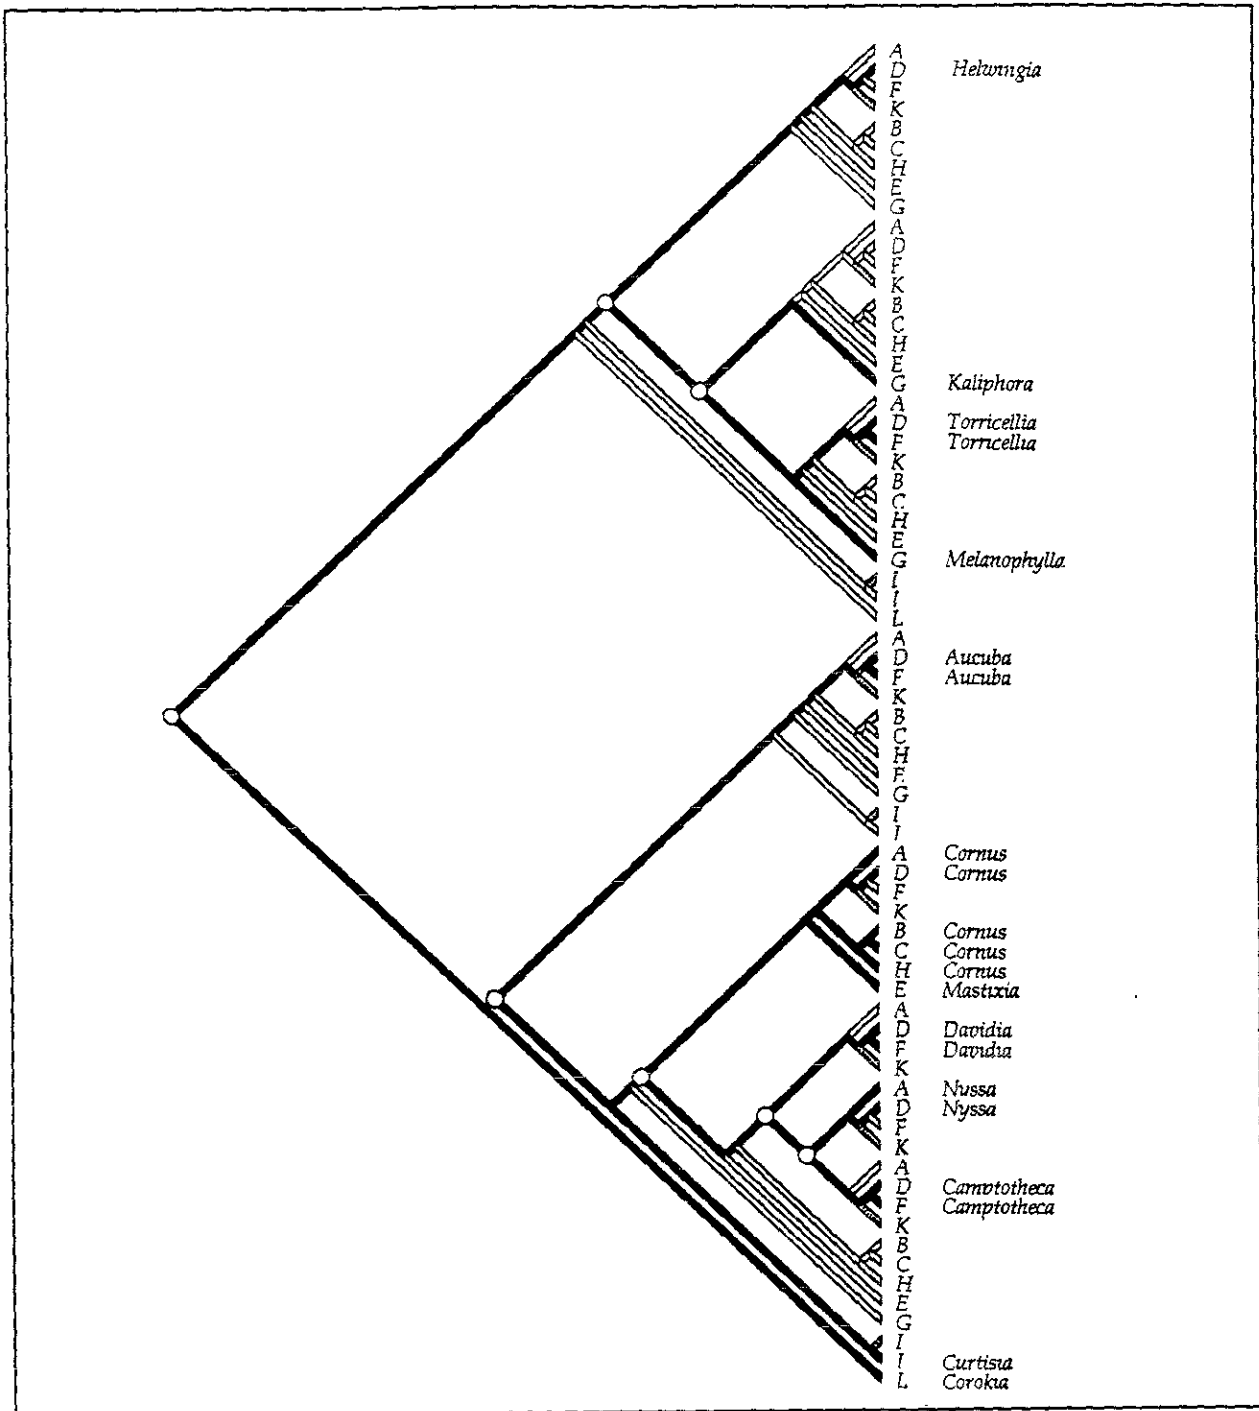 A
D Helwingia
F
K
B
C
H
E
G
A
D
F
K
B
C
H
E
G Kaliphora
A
D Torricellia
F Torricellia
K
B
C
H
E
G Melanophylla
I
I
L
A
D Aucuba
F Aucuba
K
B
C
H
E
G
I
I
A Cornus
D Cornus
F
K
B Cornus
C Cornus
H Cornus
E Mastixia
A
D Davidia
F Davidia
K
A Nyssa
D Nyssa
F
K
A
D Camptotheca
F Camptotheca
K
B
C
H
E
G
I
I Curtisia
L Corokia